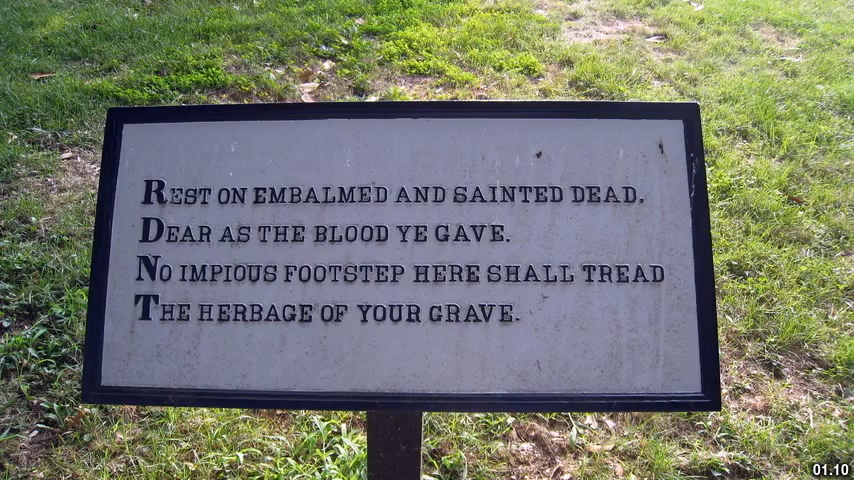 REST ON EMBALMED AND SAINTED DEAD.
DEAR AS THE BLOOD YE GAVE.
NO IMPIOUS FOOTSTEP HERE SHALL TREAD
THE HERBAGE OF YOUR GRAVE.
01.10